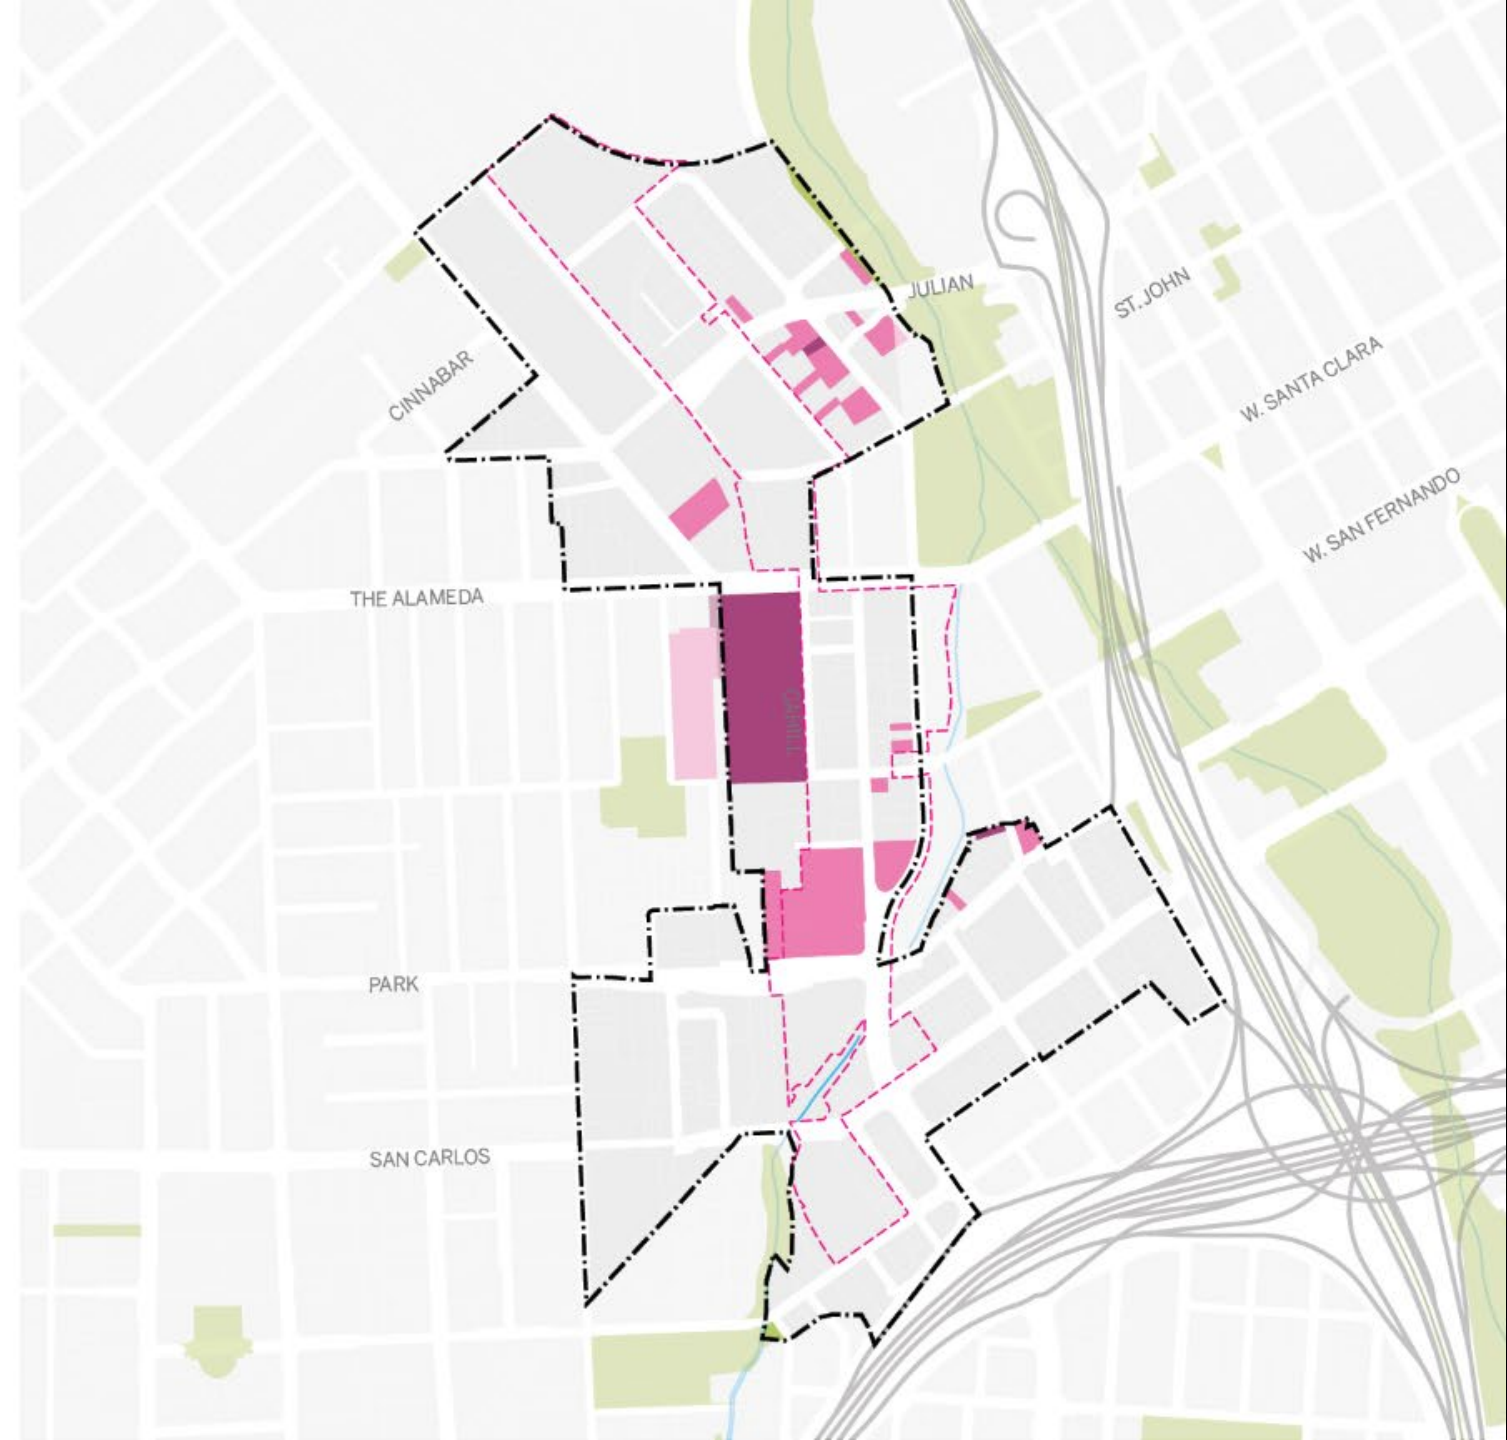 JULIAN
ST. JOHN
W. SANTA CLARA
CINNABAR
W. SAN FERNANDO
THE ALAMEDA
CAHILL
PARK
SAN CARLOS